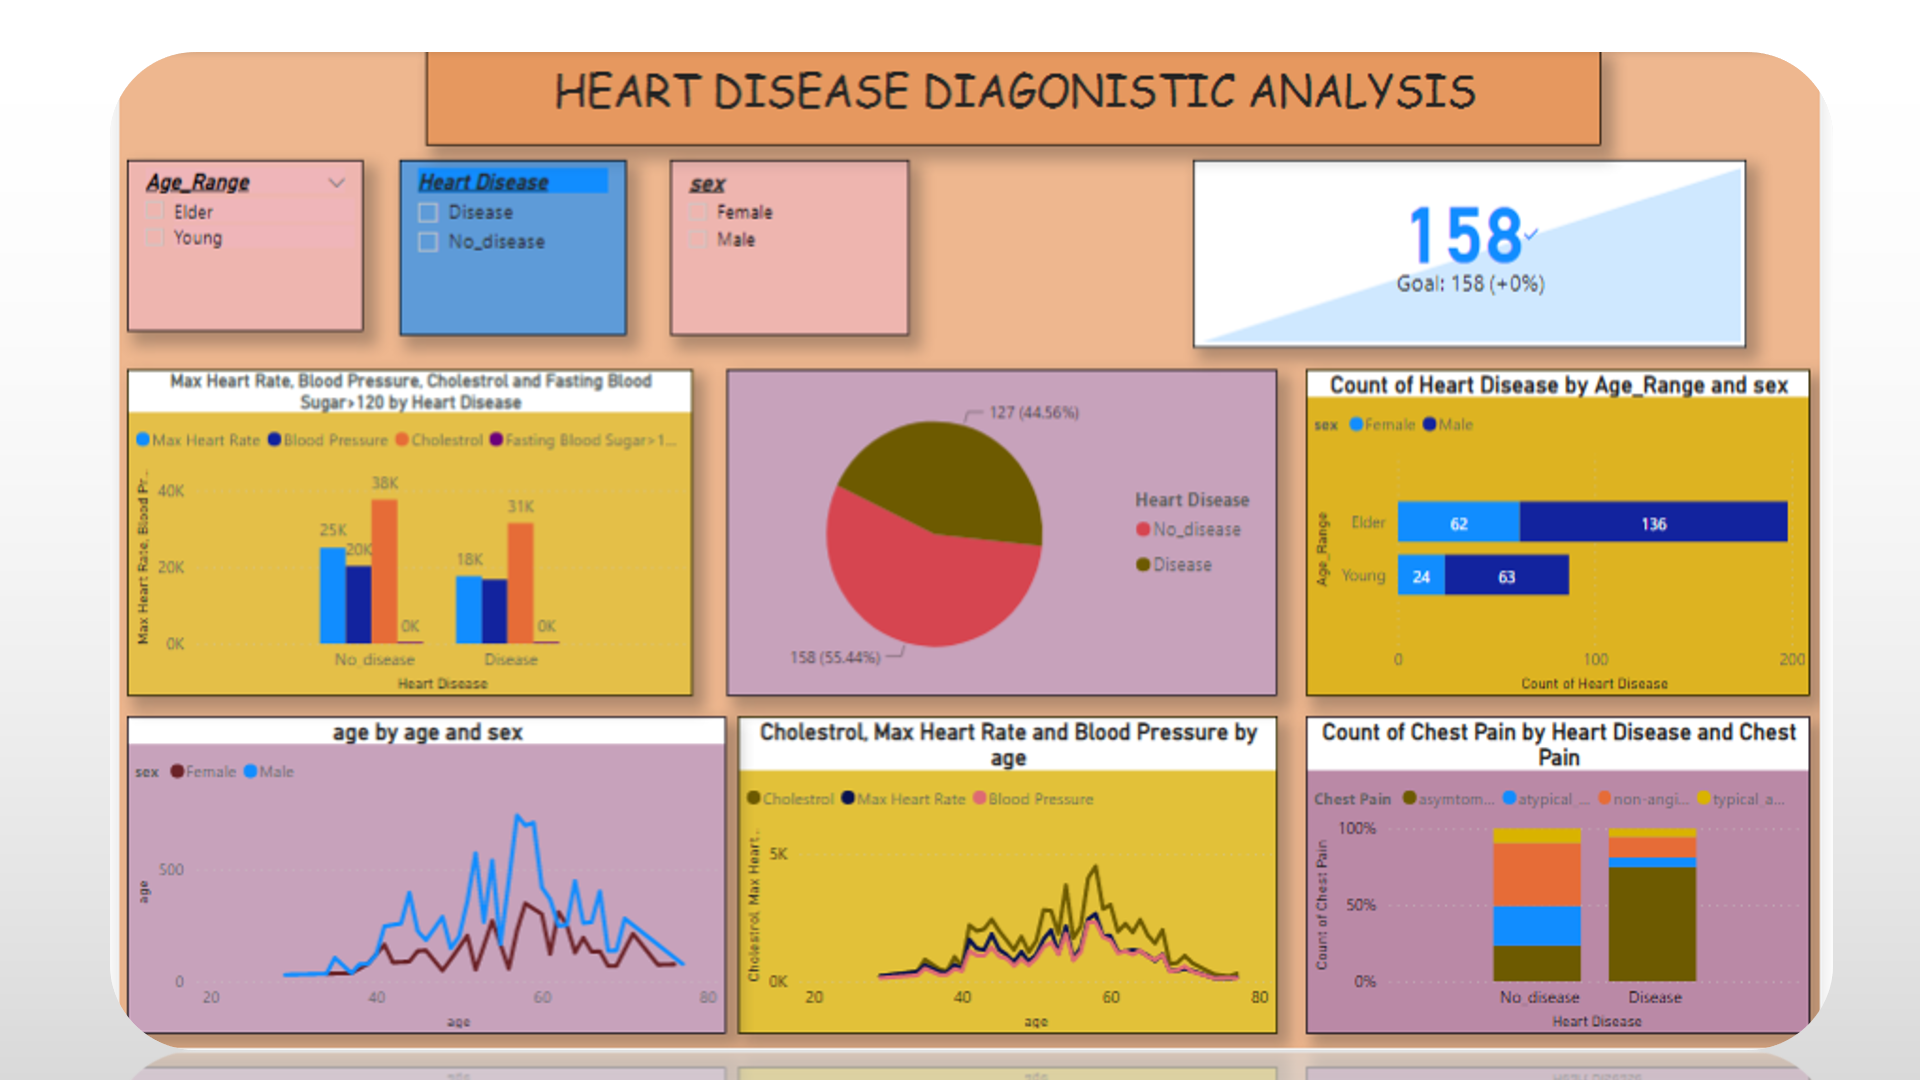 HEART DISEASE DIAGONISTIC ANALYSIS
Age_Range
Elder
Young
Heart Disease
Disease
No_disease
sex
Female
Male
158
Goal: 158 (+0%)
Max Heart Rate, Blood Pressure, Cholestrol and Fasting Blood
Sugar>120 by Heart Disease
Max Heart Rate Blood Pressure Cholestrol Fasting Blood Sugar>1...
Max Heart Rate, Blood Pr...
40K
20K
0K
25K
20K
38K
0K
18K
31K
0K
No_disease
Disease
Heart Disease
127 (44.56%)
158 (55.44%)
Heart Disease
No_disease
Disease
Count of Heart Disease by Age_Range and sex
sex Female Male
Age_Range
Elder
62
136
Young
24
63
0
100
200
Count of Heart Disease
age by age and sex
sex Female Male
age
500
0
20
40
60
80
age
Cholestrol, Max Heart Rate and Blood Pressure by
age
Cholestrol Max Heart Rate Blood Pressure
Cholestrol, Max Heart...
5K
0K
20
40
60
80
age
Count of Chest Pain by Heart Disease and Chest
Pain
Chest Pain asymtom... atypical_... non-angi... typical_a...
Count of Chest Pain
100%
50%
0%
No_disease
Disease
Heart Disease